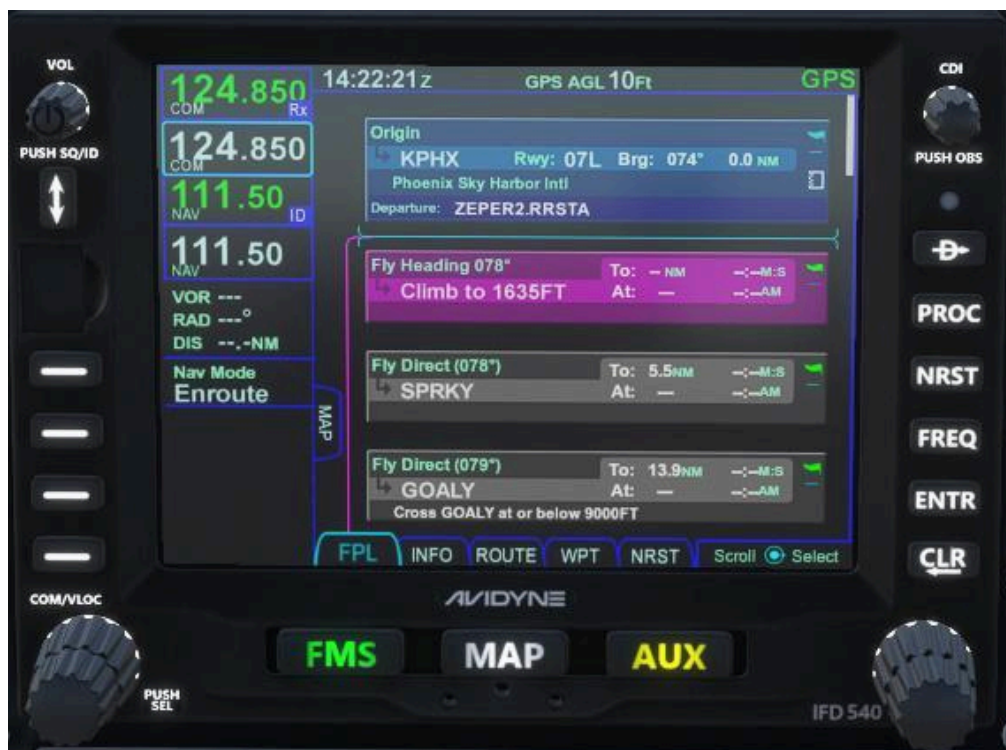 VOL
PUSH SQ/ID
124.850
COM Rx
124.850
COM
111.50
NAV ID
111.50
NAV
VOR ---
RAD ---°
DIS --.-NM
Nav Mode
Enroute
14:22:21Z GPS AGL 10Ft GPS
Origin
KPHX Rwy: 07L Brg: 074° 0.0 NM
Phoenix Sky Harbor Intl
Departure: ZEPER2.RRSTA
Fly Heading 078° To: – NM --:--M:S
Climb to 1635FT At: — --:--AM
Fly Direct (078°) To: 5.5NM --:--M:S
SPRKY At: — --:--AM
Fly Direct (079°) To: 13.9NM --:--M:S
GOALY At: — --:--AM
Cross GOALY at or below 9000FT
MAP
FPL INFO ROUTE WPT NRST Scroll Select
CDI
PUSH OBS
D
PROC
NRST
FREQ
ENTR
CLR
COM/VLOC
PUSH
SEL
AVIDYNE
FMS MAP AUX
IFD 540